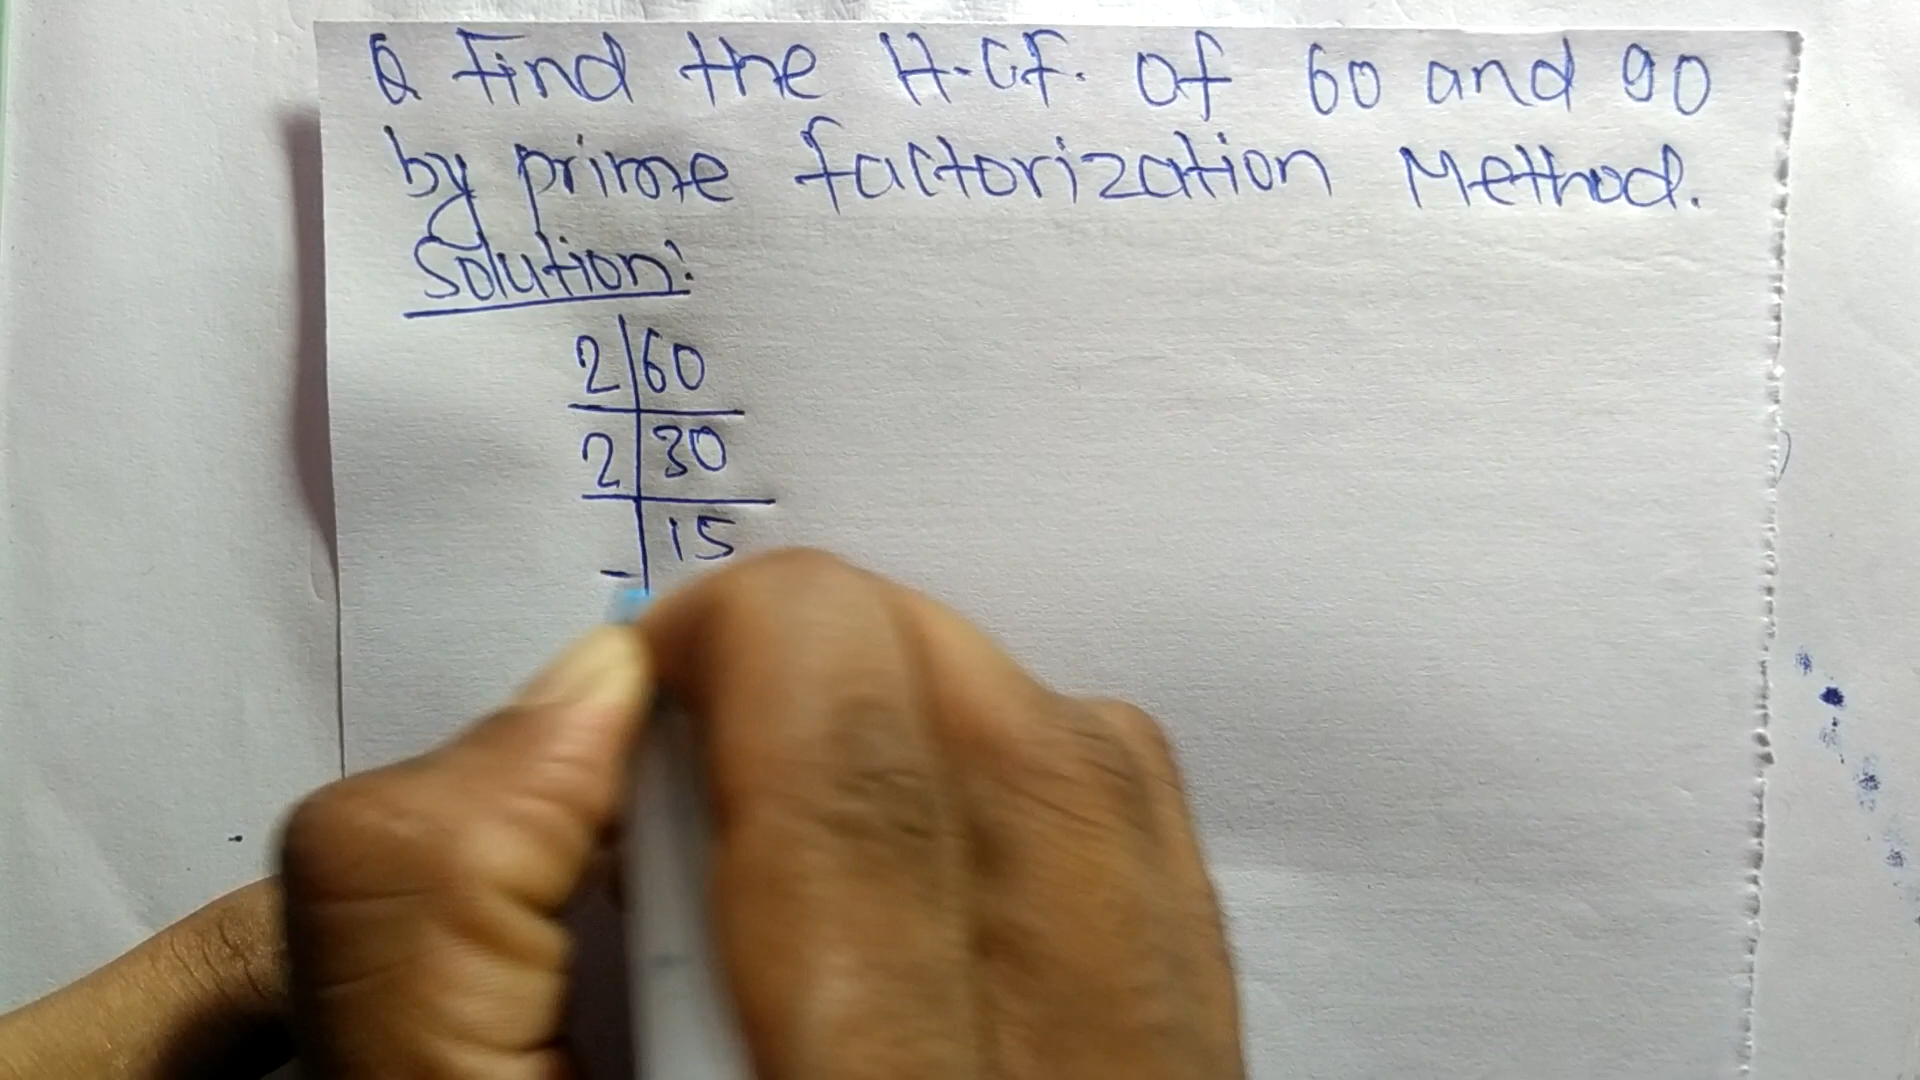 Q Find the H.C.F. of 60 and 90
by prime factorization Method.
Solution:
2 60
2 30
15